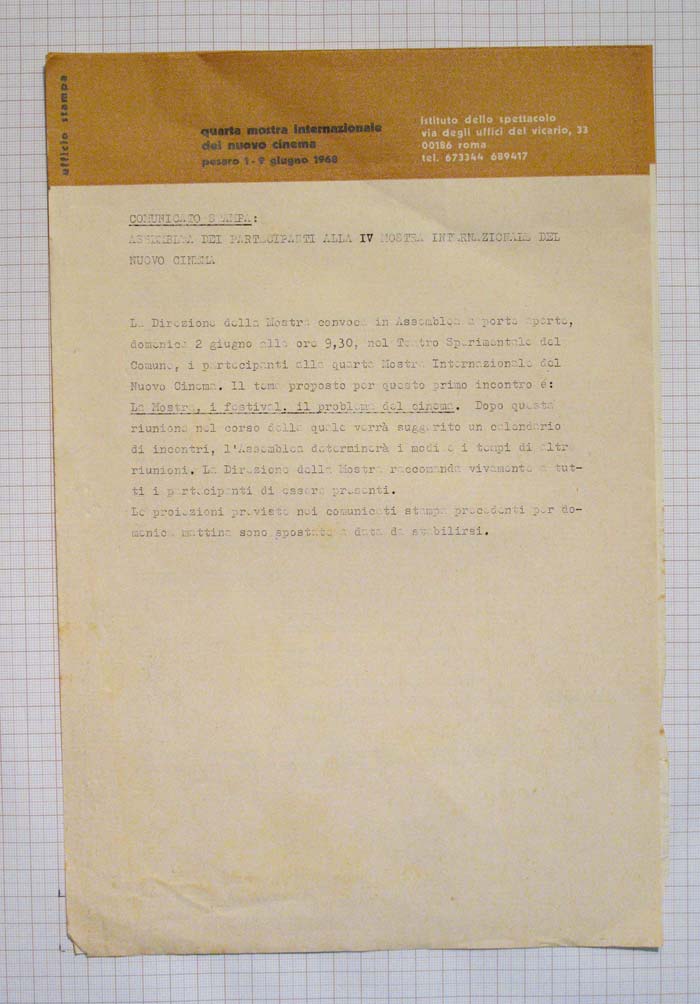 ufficio stampa
quarta mostra internazionale
del nuovo cinema
pesaro 1 - 9 giugno 1968
istituto dello spettacolo
via degli uffici del vicario, 33
00186 roma
tel. 673344 689417
COMUNICATO STAMPA:
ASSEMBLEA DEI PARTECIPANTI ALLA IV MOSTRA INTERNAZIONALE DEL
NUOVO CINEMA
La Direzione della Mostra convoca in Assemblea a porte aperte,
domenica 2 giugno alle ore 9,30, nel Teatro Sperimentale del
Comune, i partecipanti alla quarta Mostra Internazionale del
Nuovo Cinema. Il tema proposto per questo primo incontro é:
La Mostra, i festival, il problema del cinema. Dopo questa
riunione nel corso della quale verrà suggerito un calendario
di incontri, l'Assemblea determinerà i modi e i tempi di altre
riunioni. La Direzione della Mostra raccomanda vivamente a tut-
ti i partecipanti di essere presenti.
Le proiezioni previste nei comunicati stampa precedenti per do-
menica mattina sono spostate a data da stabilirsi.